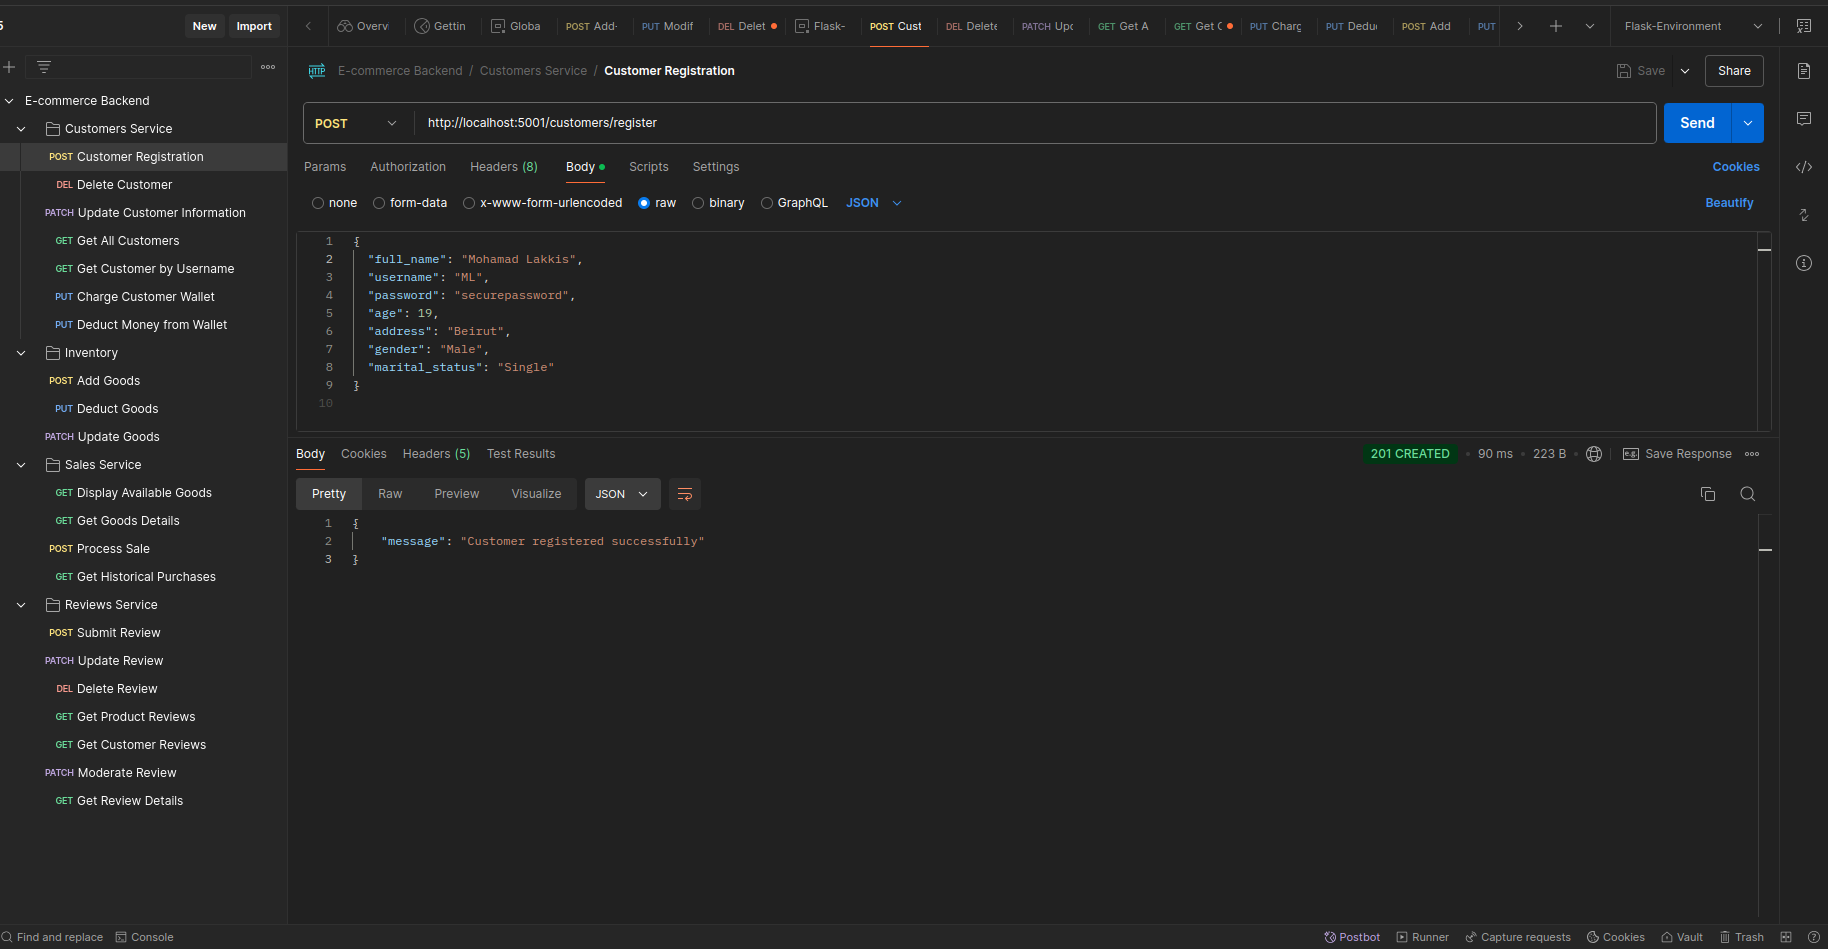 5 New Import
Overv Gettin Globa POST Add- PUT Modif DEL Delet Flask- POST Cust DEL Delete PATCH Upc GET Get A GET Get C PUT Charg PUT Dedu POST Add PUT Flask-Environment
E-commerce Backend / Customers Service / Customer Registration Save Share
POST http://localhost:5001/customers/register Send
Params Authorization Headers (8) Body Scripts Settings Cookies
none form-data x-www-form-urlencoded raw binary GraphQL JSON Beautify
1 {
2 "full_name": "Mohamad Lakkis",
3 "username": "ML",
4 "password": "securepassword",
5 "age": 19,
6 "address": "Beirut",
7 "gender": "Male",
8 "marital_status": "Single"
9 }
10
Body Cookies Headers (5) Test Results 201 CREATED 90 ms 223 B e.g. Save Response
Pretty Raw Preview Visualize JSON
1 {
2 "message": "Customer registered successfully"
3 }
E-commerce Backend
Customers Service
POST Customer Registration
DEL Delete Customer
PATCH Update Customer Information
GET Get All Customers
GET Get Customer by Username
PUT Charge Customer Wallet
PUT Deduct Money from Wallet
Inventory
POST Add Goods
PUT Deduct Goods
PATCH Update Goods
Sales Service
GET Display Available Goods
GET Get Goods Details
POST Process Sale
GET Get Historical Purchases
Reviews Service
POST Submit Review
PATCH Update Review
DEL Delete Review
GET Get Product Reviews
GET Get Customer Reviews
PATCH Moderate Review
GET Get Review Details
Find and replace Console Postbot Runner Capture requests Cookies Vault Trash